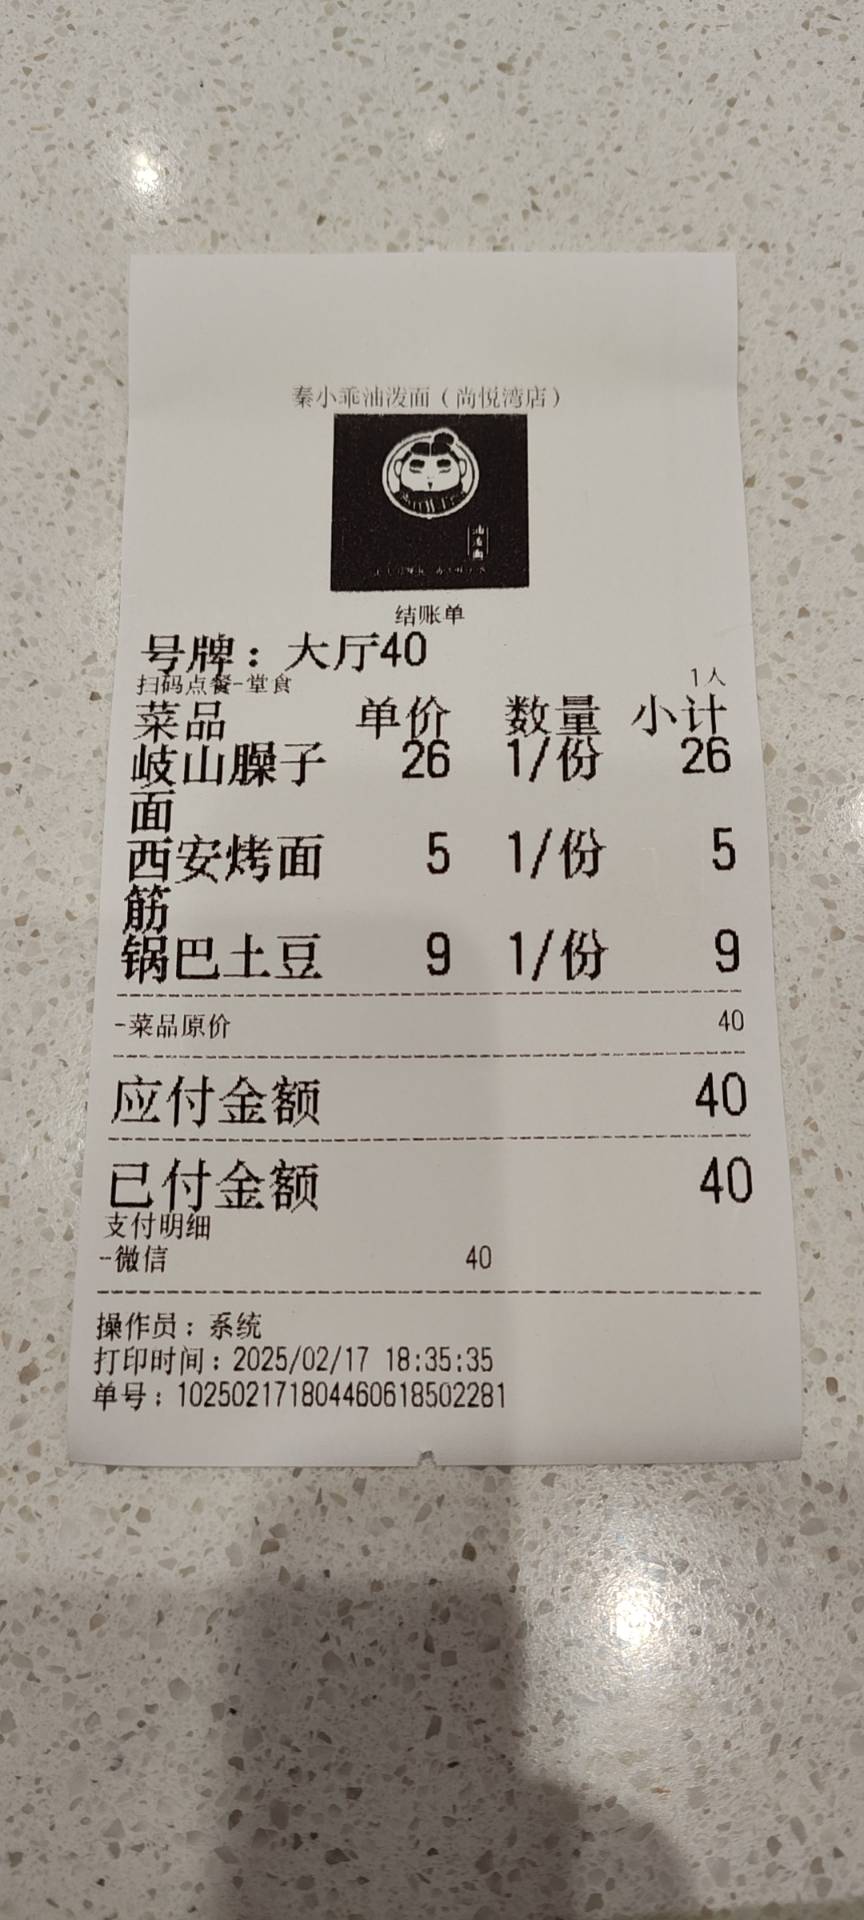 秦小乖油泼面（尚悦湾店）
油泼面
结账单
号牌：大厅40
扫码点餐-堂食 1人
菜品 单价 数量 小计
岐山臊子 26 1/份 26
面
西安烤面 5 1/份 5
筋
锅巴土豆 9 1/份 9
-菜品原价 40
应付金额 40
已付金额 40
支付明细
-微信 40
操作员：系统
打印时间：2025/02/17 18:35:35
单号：102502171804460618502281